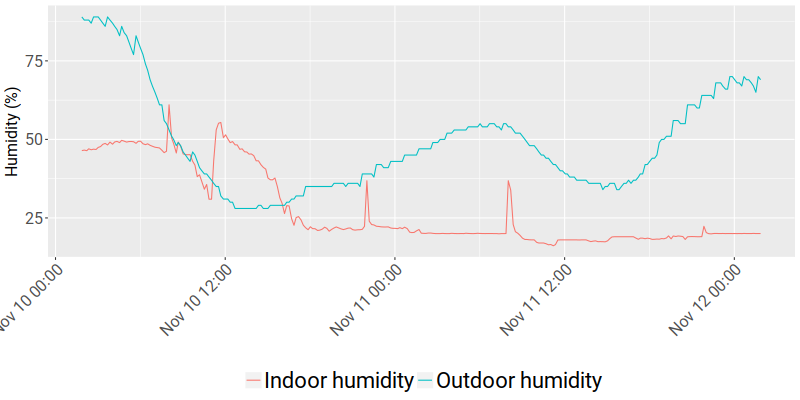 Humidity (%)
75
50
25
Nov 10 00:00
Nov 10 12:00
Nov 11 00:00
Nov 11 12:00
Nov 12 00:00
Indoor humidity Outdoor humidity